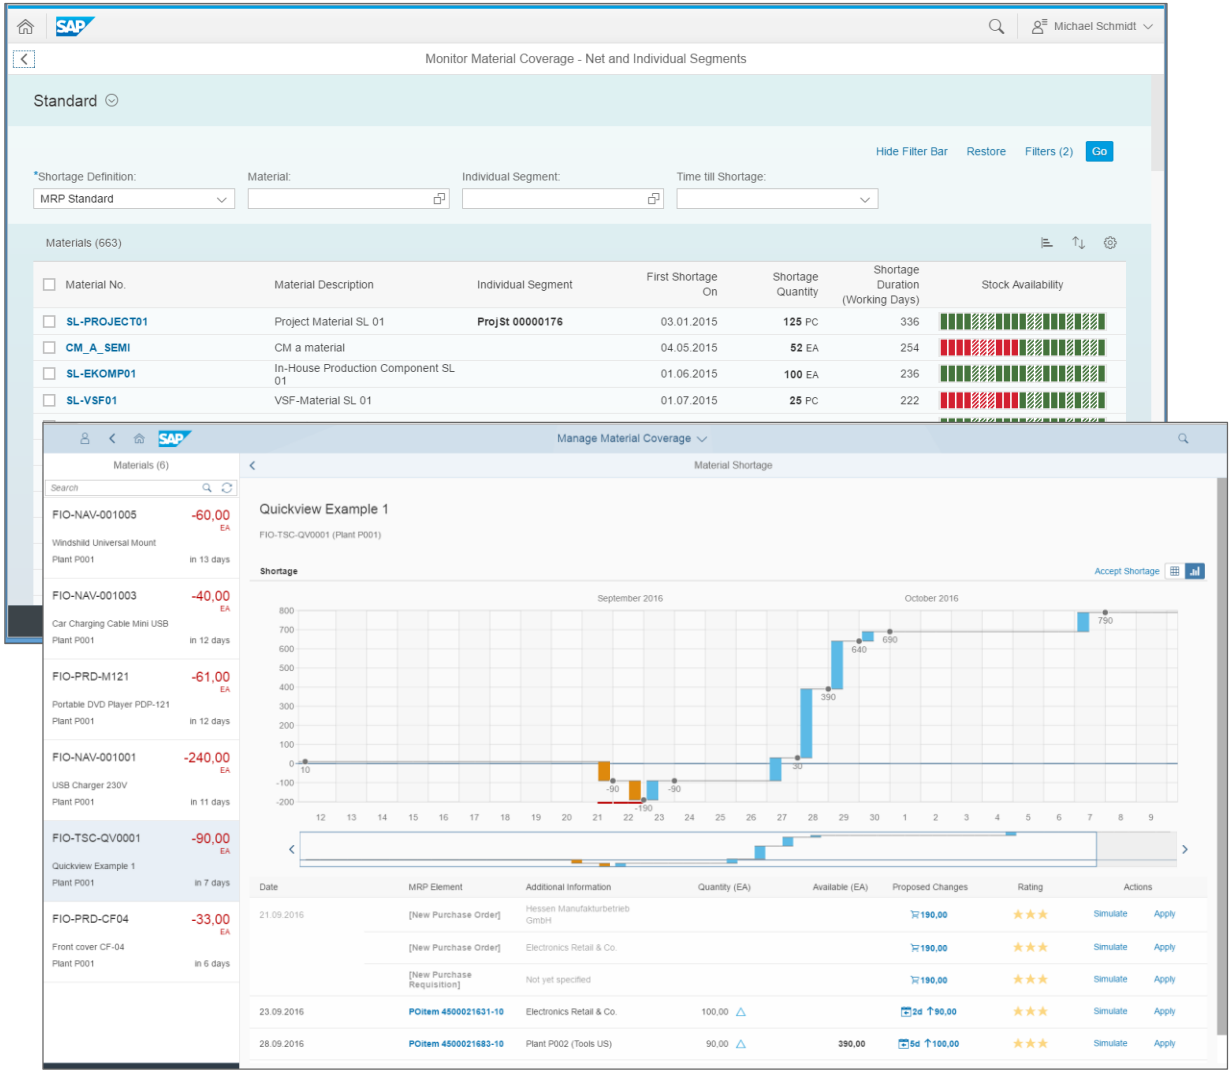 SAP
Michael Schmidt
Monitor Material Coverage - Net and Individual Segments
Standard
Hide Filter Bar Restore Filters (2) Go
*Shortage Definition: Material: Individual Segment: Time till Shortage:
MRP Standard
Materials (663)
Material No. Material Description Individual Segment First Shortage On Shortage Quantity Shortage Duration (Working Days) Stock Availability
SL-PROJECT01 Project Material SL 01 ProjSt 00000176 03.01.2015 125 PC 336
CM_A_SEMI CM a material 04.05.2015 52 EA 254
SL-EKOMP01 In-House Production Component SL 01 01.06.2015 100 EA 236
SL-VSF01 VSF-Material SL 01 01.07.2015 25 PC 222
SAP Manage Material Coverage
Materials (6)
Search
FIO-NAV-001005 -60,00
EA
Windshild Universal Mount
Plant P001 in 13 days
FIO-NAV-001003 -40,00
EA
Car Charging Cable Mini USB
Plant P001 in 12 days
FIO-PRD-M121 -61,00
EA
Portable DVD Player PDP-121
Plant P001 in 12 days
FIO-NAV-001001 -240,00
EA
USB Charger 230V
Plant P001 in 11 days
FIO-TSC-QV0001 -90,00
EA
Quickview Example 1
Plant P001 in 7 days
FIO-PRD-CF04 -33,00
EA
Front cover CF-04
Plant P001 in 6 days
Material Shortage
Quickview Example 1
FIO-TSC-QV0001 (Plant P001)
Shortage Accept Shortage
September 2016 October 2016
800
700
600
500
400
300
200
100
0
-100
-200
10 -90 -190 -90 30 390 640 690 790
12 13 14 15 16 17 18 19 20 21 22 23 24 25 26 27 28 29 30 1 2 3 4 5 6 7 8 9
Date MRP Element Additional Information Quantity (EA) Available (EA) Proposed Changes Rating Actions
21.09.2016 [New Purchase Order] Hessen Manufakturbetrieb GmbH 190,00 Simulate Apply
[New Purchase Order] Electronics Retail & Co. 190,00 Simulate Apply
[New Purchase Requisition] Not yet specified 190,00 Simulate Apply
23.09.2016 POitem 4500021631-10 Electronics Retail & Co. 100,00 2d ↑90,00 Simulate Apply
28.09.2016 POitem 4500021683-10 Plant P002 (Tools US) 90,00 390,00 5d ↑100,00 Simulate Apply